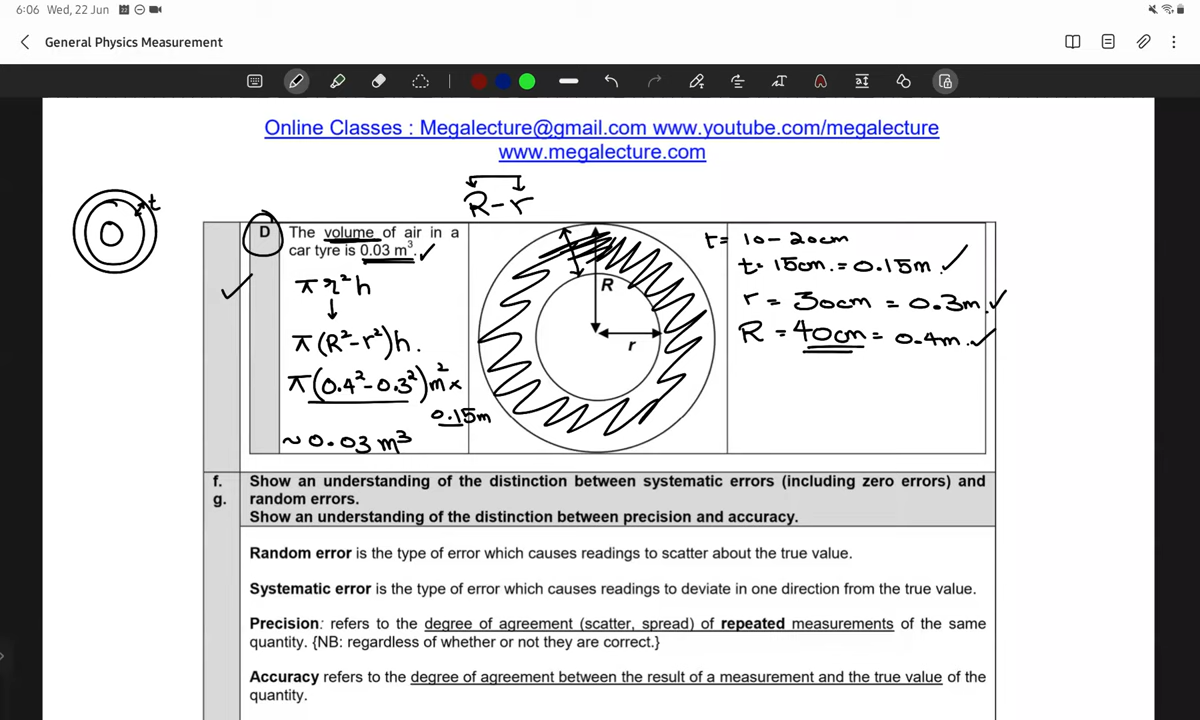 6:06 Wed, 22 Jun
General Physics Measurement
Online Classes : Megalecture@gmail.com www.youtube.com/megalecture
www.megalecture.com
t
R-r
D
The volume of air in a
car tyre is 0.03 m³.
πr²h
π(R²-r²)h.
π(0.4²-0.3²)m² x
0.15m
~0.03 m³
R
r
t = 10-20cm
t = 15cm. = 0.15m
r = 30cm = 0.3m.
R = 40cm = 0.4m.
f. Show an understanding of the distinction between systematic errors (including zero errors) and
g. random errors.
Show an understanding of the distinction between precision and accuracy.
Random error is the type of error which causes readings to scatter about the true value.
Systematic error is the type of error which causes readings to deviate in one direction from the true value.
Precision: refers to the degree of agreement (scatter, spread) of repeated measurements of the same
quantity. {NB: regardless of whether or not they are correct.}
Accuracy refers to the degree of agreement between the result of a measurement and the true value of the
quantity.